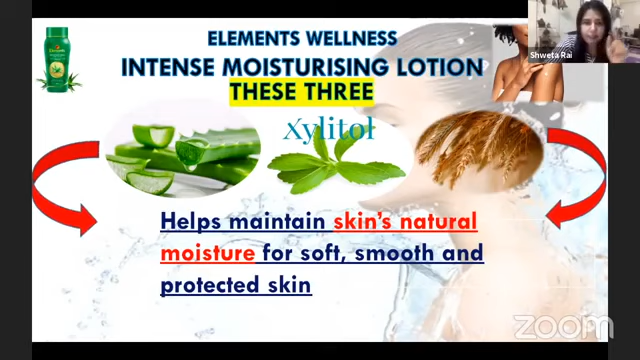 ELEMENTS WELLNESS
INTENSE MOISTURISING LOTION
THESE THREE
Shweta Rai
Xylitol
Helps maintain skin's natural
moisture for soft, smooth and
protected skin
zoom